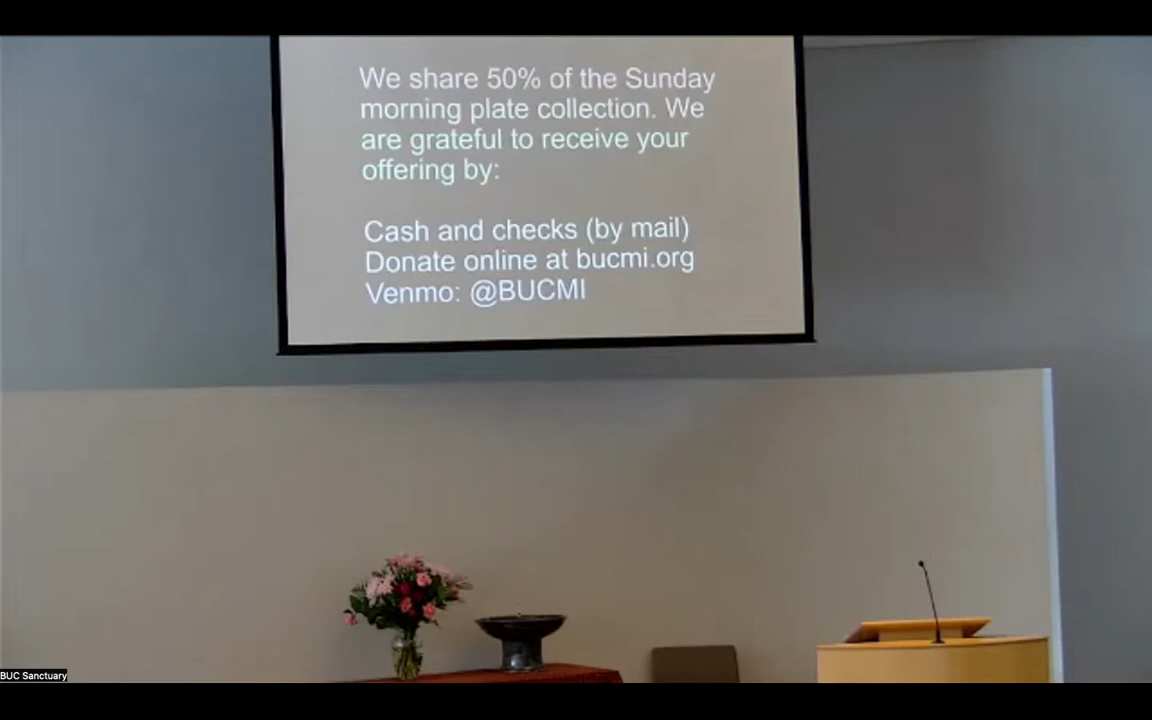 We share 50% of the Sunday
morning plate collection. We
are grateful to receive your
offering by:
Cash and checks (by mail)
Donate online at bucmi.org
Venmo: @BUCMI
BUC Sanctuary